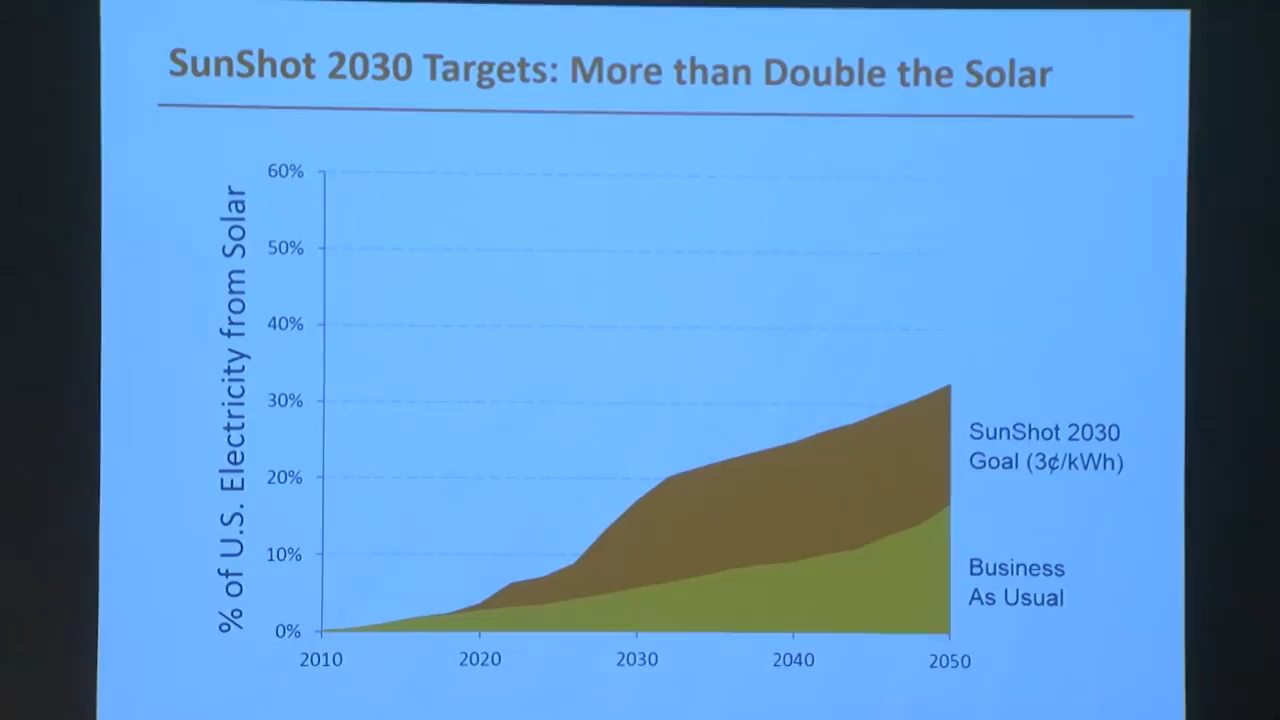 SunShot 2030 Targets: More than Double the Solar
% of U.S. Electricity from Solar
60%
50%
40%
30%
20%
10%
0%
2010 2020 2030 2040 2050
SunShot 2030
Goal (3¢/kWh)
Business
As Usual